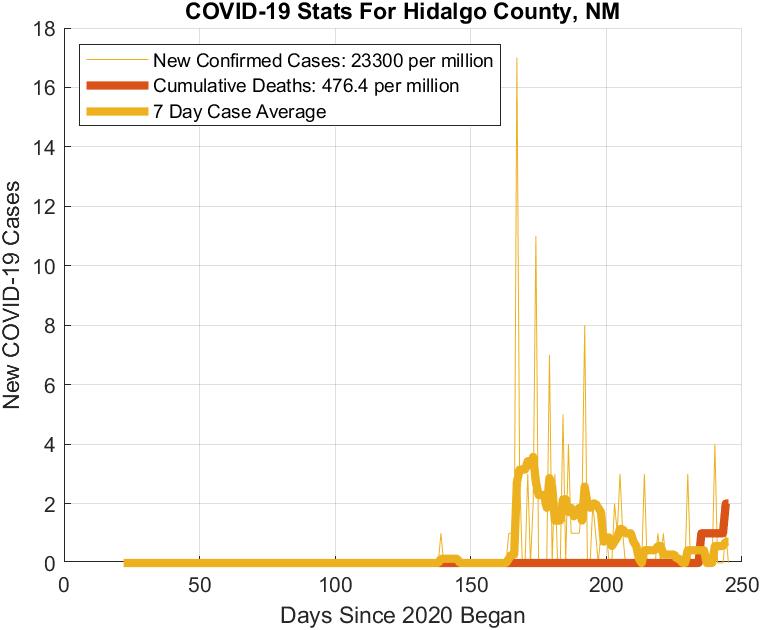 COVID-19 Stats For Hidalgo County, NM
New Confirmed Cases: 23300 per million
Cumulative Deaths: 476.4 per million
7 Day Case Average
New COVID-19 Cases
18
16
14
12
10
8
6
4
2
0
0 50 100 150 200 250
Days Since 2020 Began